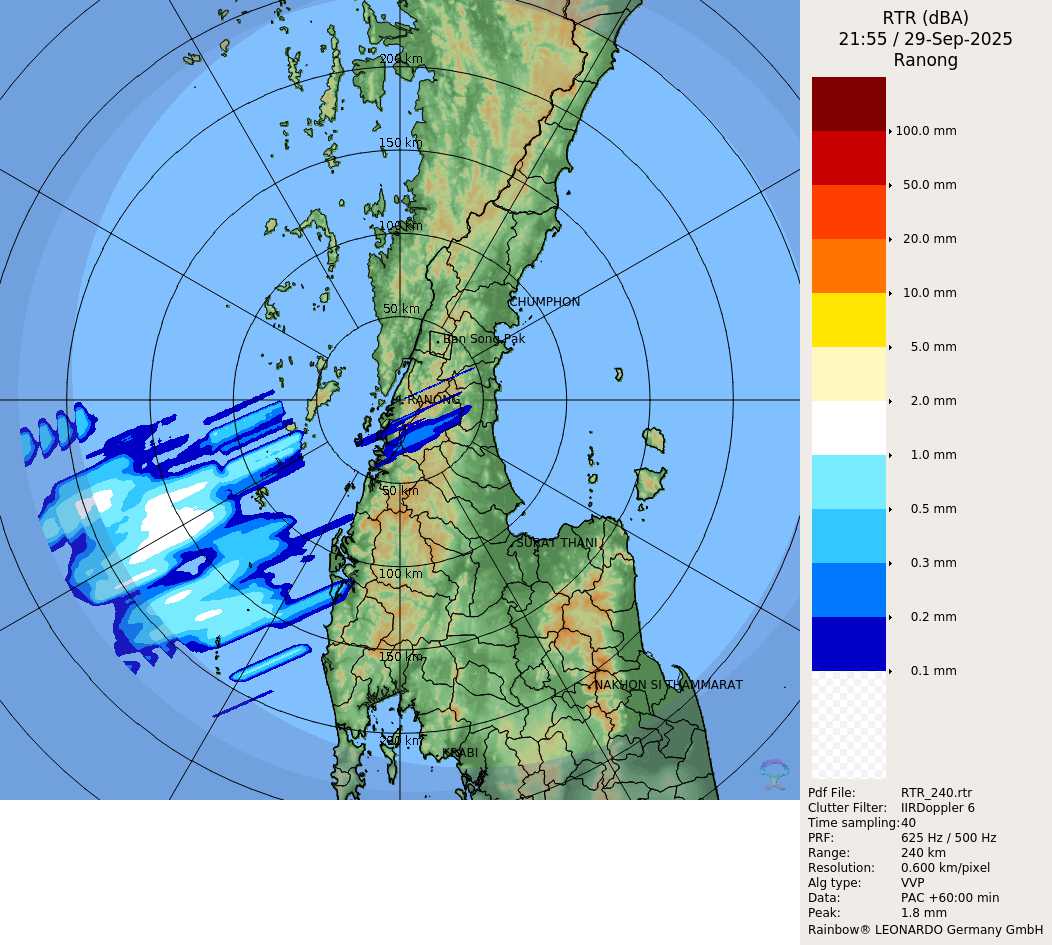 RTR (dBA)
21:55 / 29-Sep-2025
Ranong
200 km
150 km
100 km
50 km
CHUMPHON
Ban Song Pak
RANONG
50 km
SURAT THANI
100 km
150 km
NAKHON SI THAMMARAT
200 km
KRABI
100.0 mm
50.0 mm
20.0 mm
10.0 mm
5.0 mm
2.0 mm
1.0 mm
0.5 mm
0.3 mm
0.2 mm
0.1 mm
Pdf File: RTR_240.rtr
Clutter Filter: IIRDoppler 6
Time sampling: 40
PRF: 625 Hz / 500 Hz
Range: 240 km
Resolution: 0.600 km/pixel
Alg type: VVP
Data: PAC +60:00 min
Peak: 1.8 mm
Rainbow® LEONARDO Germany GmbH